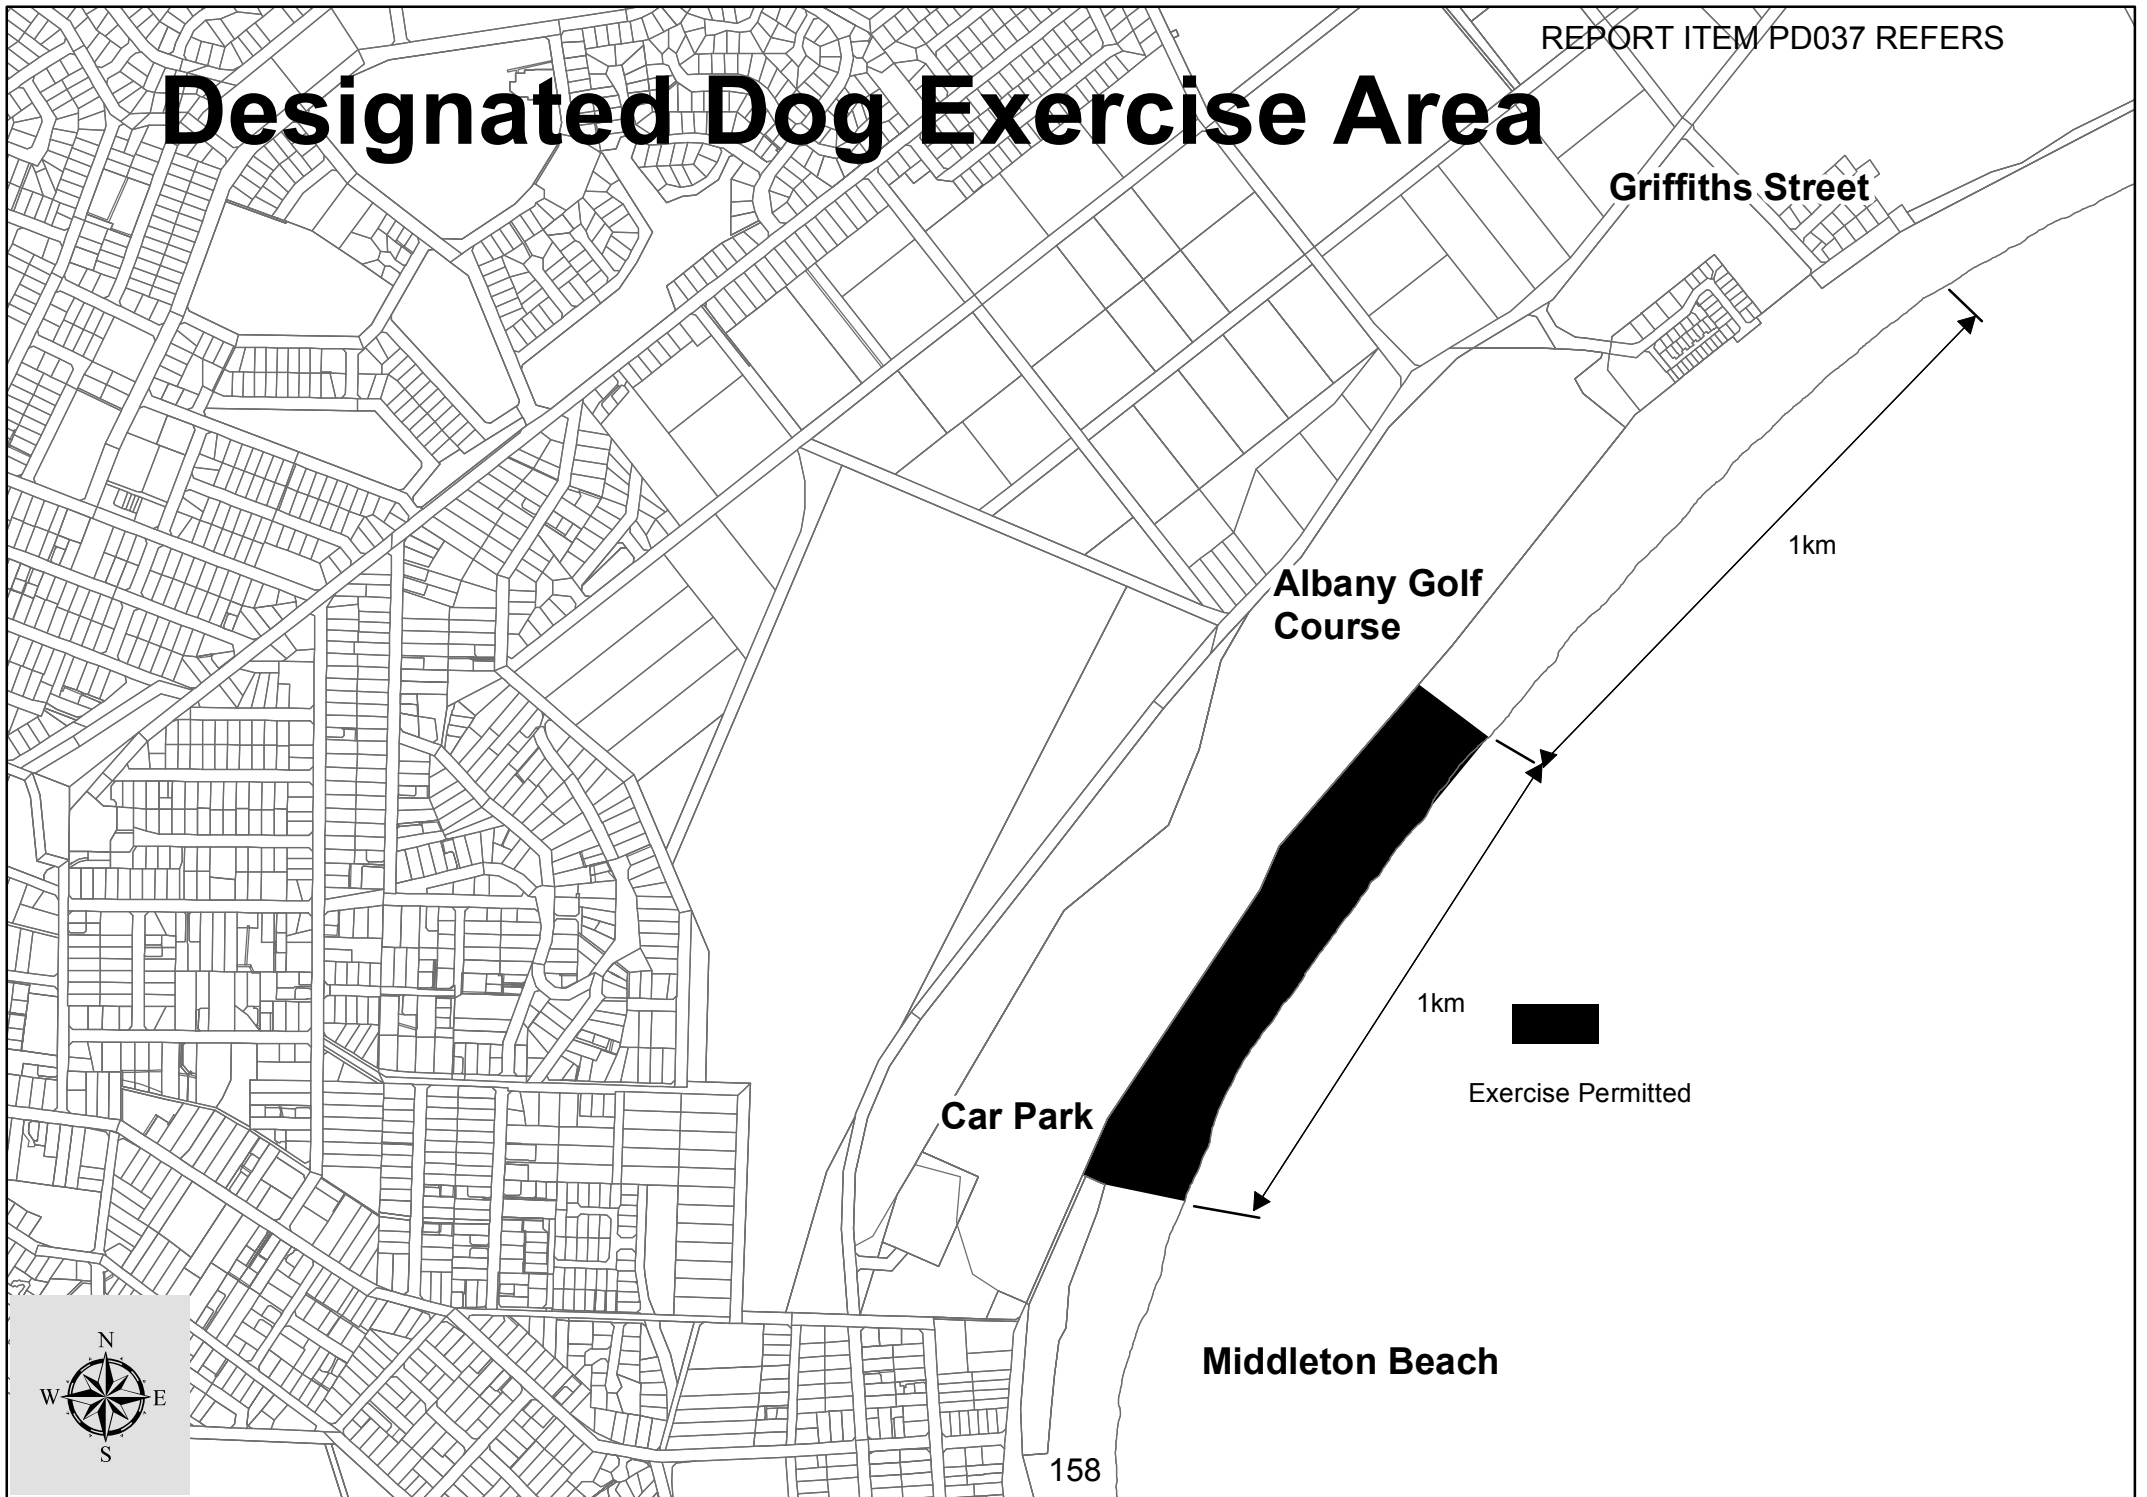 REPORT ITEM PD037 REFERS
Designated Dog Exercise Area
Griffiths Street
1km
Albany Golf
Course
1km
Exercise Permitted
Car Park
Middleton Beach
N
W E
S
158